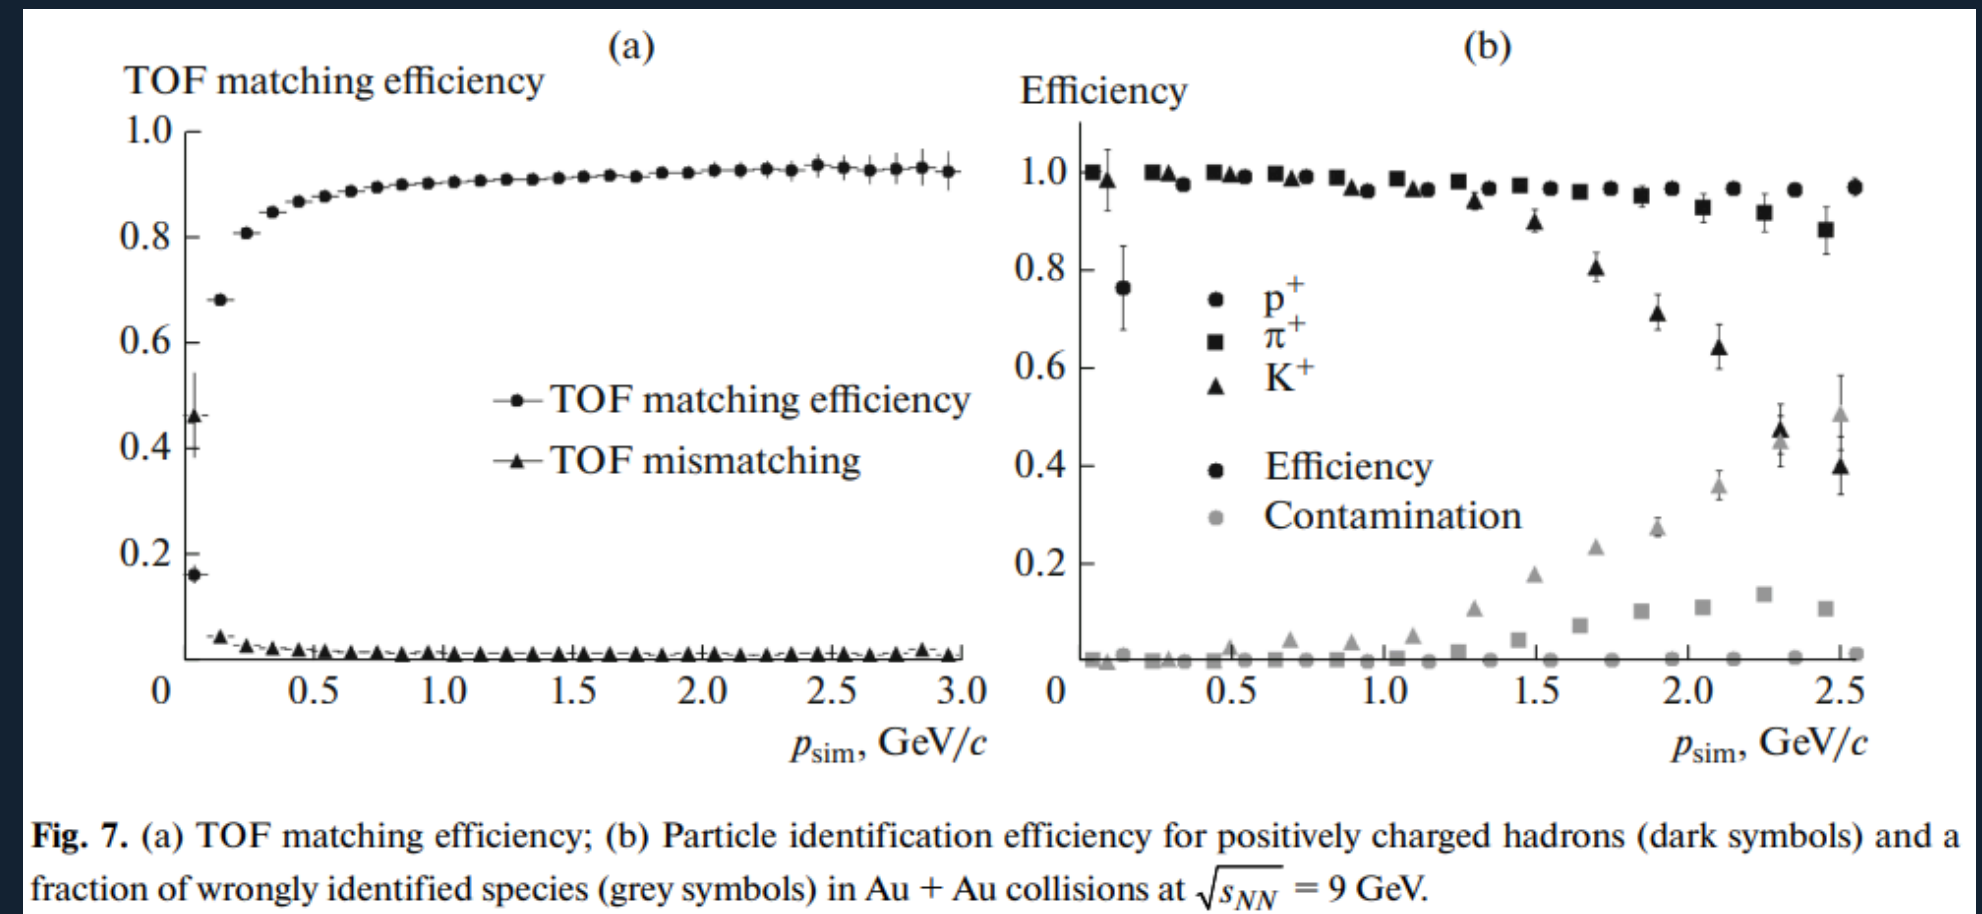 (a)
TOF matching efficiency
1.0
0.8
0.6
0.4
0.2
0 0.5 1.0 1.5 2.0 2.5 3.0
TOF matching efficiency
TOF mismatching
p_sim, GeV/c
(b)
Efficiency
1.0
0.8
0.6
0.4
0.2
0 0.5 1.0 1.5 2.0 2.5
p⁺
π⁺
K⁺
Efficiency
Contamination
p_sim, GeV/c
Fig. 7. (a) TOF matching efficiency; (b) Particle identification efficiency for positively charged hadrons (dark symbols) and a
fraction of wrongly identified species (grey symbols) in Au + Au collisions at √s_NN = 9 GeV.